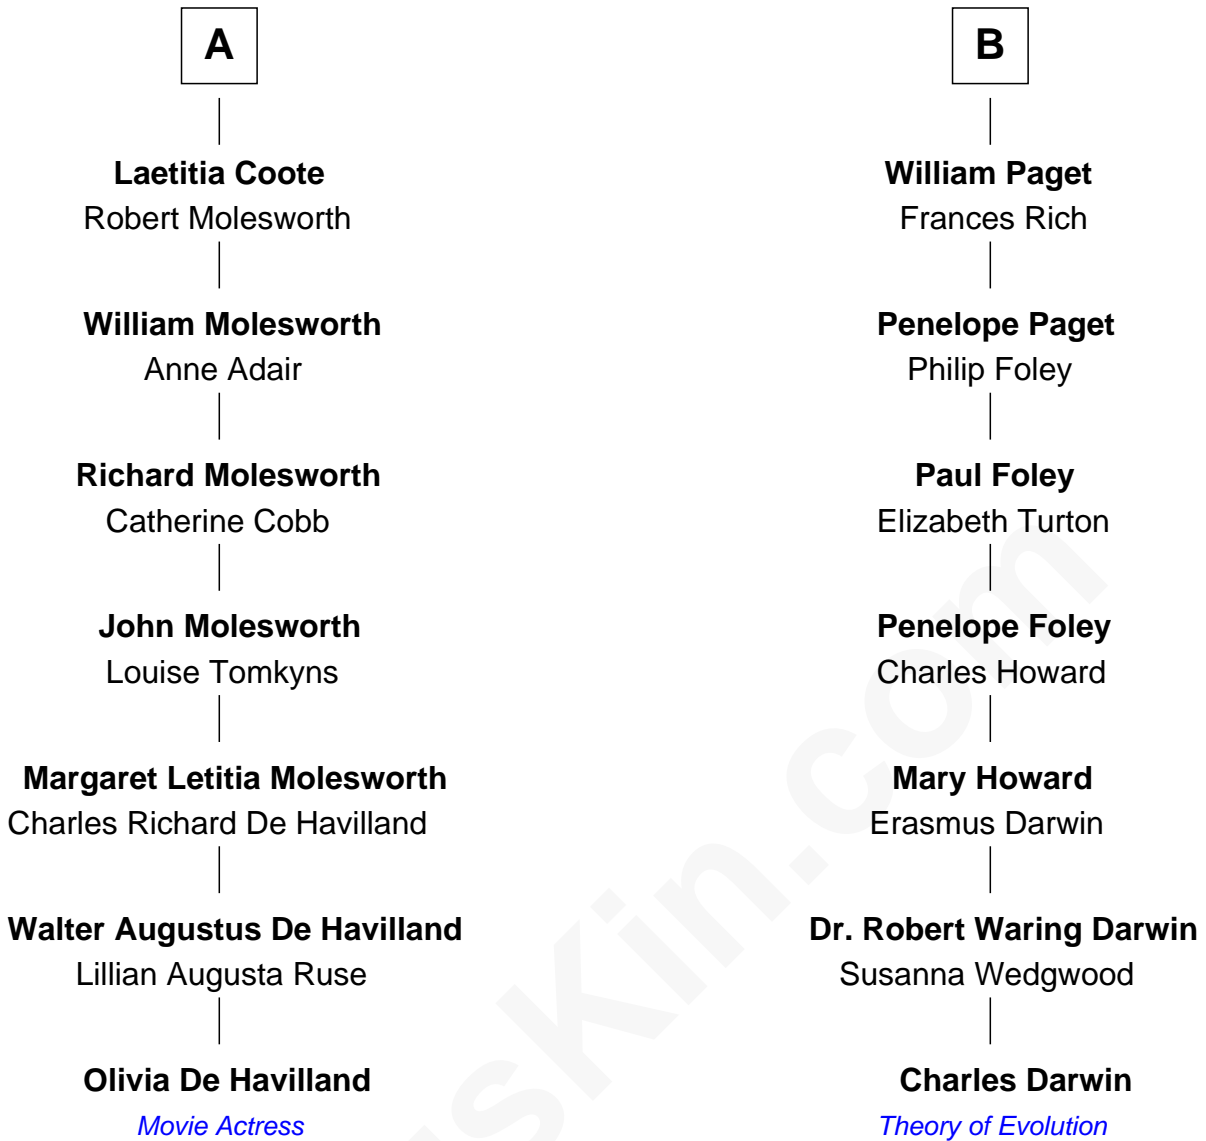 A
Laetitia Coote
Robert Molesworth
William Molesworth
Anne Adair
Richard Molesworth
Catherine Cobb
John Molesworth
Louise Tomkyns
Margaret Letitia Molesworth
Charles Richard De Havilland
Walter Augustus De Havilland
Lillian Augusta Ruse
Olivia De Havilland
Movie Actress
B
William Paget
Frances Rich
Penelope Paget
Philip Foley
Paul Foley
Elizabeth Turton
Penelope Foley
Charles Howard
Mary Howard
Erasmus Darwin
Dr. Robert Waring Darwin
Susanna Wedgwood
Charles Darwin
Theory of Evolution
usKin.com